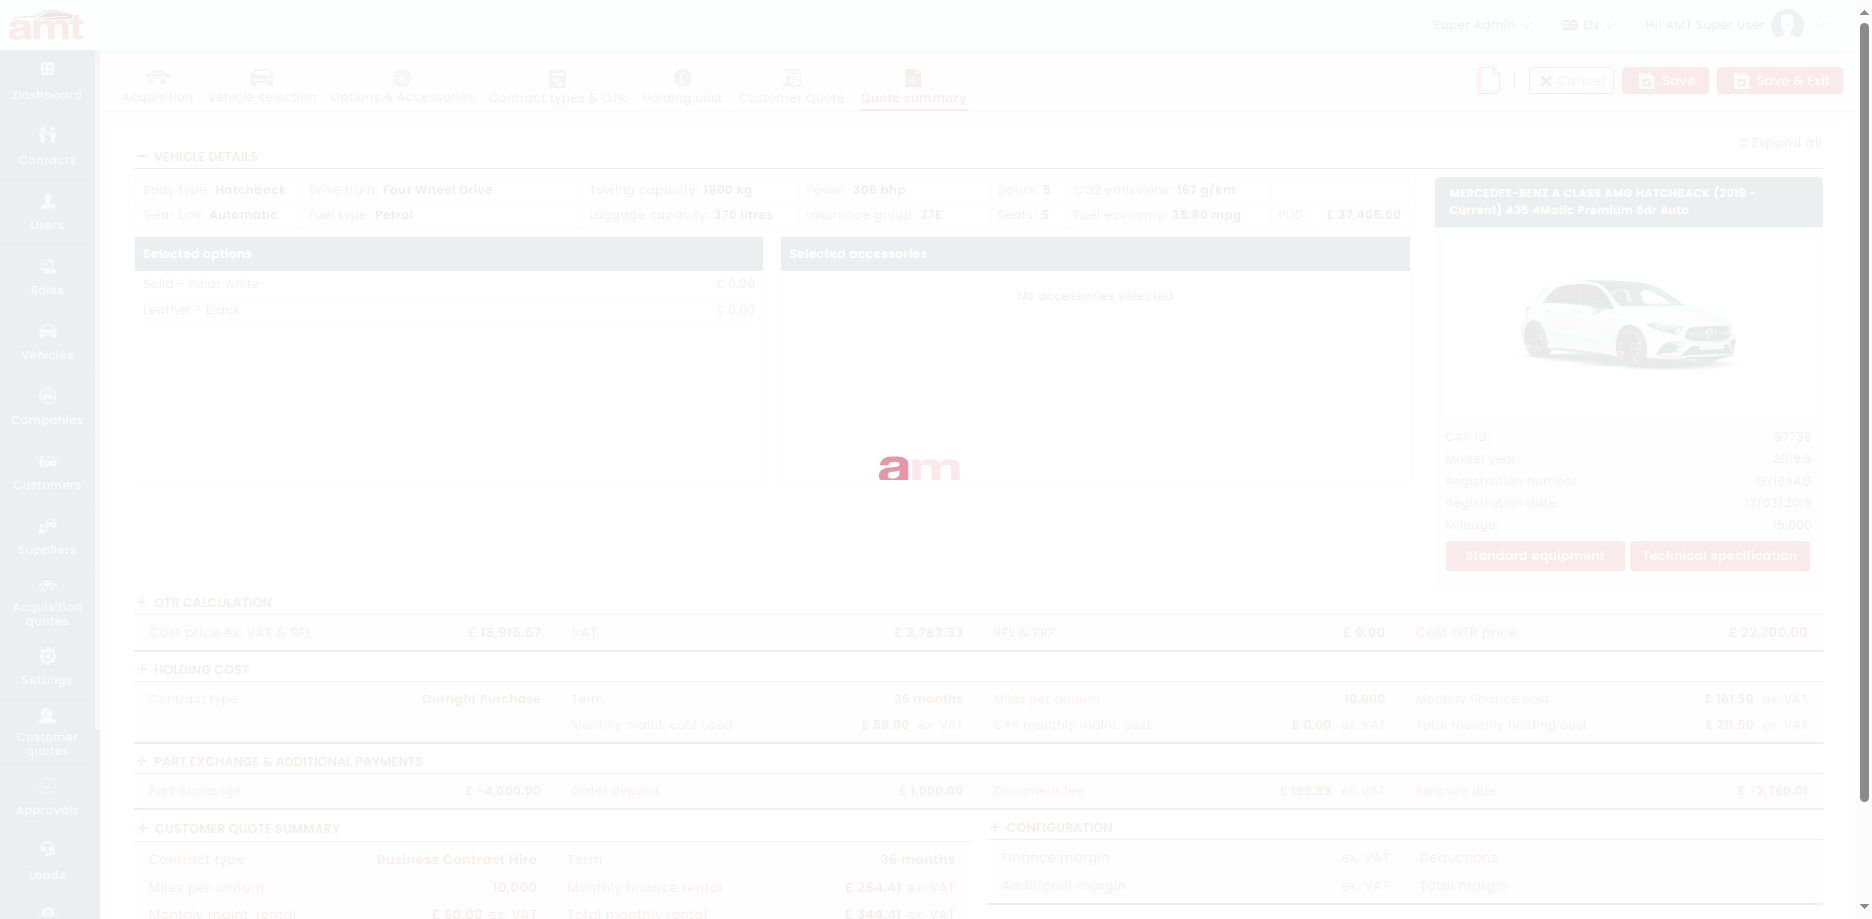 amt
Super Admin
EN
Hi! AMT Super User
Dashboard
Contacts
Users
Roles
Vehicles
Companies
Customers
Suppliers
Acquisition
quotes
Settings
Customer
quotes
Approvals
Leads
Acquisition
Vehicle selection
Options & Accessories
Contract types & OTR
Holding cost
Customer Quote
Quote summary
Cancel
Save
Save & Exit
Expand all
VEHICLE DETAILS
Body type: Hatchback
Drive train: Four Wheel Drive
Towing capacity: 1800 kg
Power: 306 bhp
Doors: 5
CO2 emissions: 167 g/km
Gear box: Automatic
Fuel type: Petrol
Luggage capacity: 370 litres
Insurance group: 37E
Seats: 5
Fuel economy: 35.80 mpg
P11D: £ 37,405.00
Selected options
Solid - Polar white £ 0.00
Leather - Black £ 0.00
Selected accessories
No accessories selected
MERCEDES-BENZ A CLASS AMG HATCHBACK (2019 -
Current) A35 4Matic Premium 5dr Auto
CAP ID: 87736
Model year: 2019.5
Registration number: GY19XAG
Registration date: 13/03/2019
Mileage: 15,000
Standard equipment
Technical specification
am
OTR CALCULATION
Cost price ex. VAT & RFL £ 18,916.67
VAT £ 3,783.33
RFL & FRF £ 0.00
Cost OTR price £ 22,700.00
HOLDING COST
Contract type Outright Purchase
Term 36 months
Miles per annum 10,000
Monthly finance cost £ 161.50 ex. VAT
Monthly maint. cost used £ 50.00 ex. VAT
CAP monthly maint. cost £ 0.00 ex. VAT
Total monthly holding cost £ 211.50 ex. VAT
PART EXCHANGE & ADDITIONAL PAYMENTS
Part exchange £ -4,000.00
Order deposit £ 1,000.00
Document fee £ 199.99 ex. VAT
Balance due £ -2,760.01
CUSTOMER QUOTE SUMMARY
Contract type Business Contract Hire
Term 36 months
Miles per annum 10,000
Monthly finance rental £ 284.41 ex. VAT
Monthly maint. rental £ 60.00 ex. VAT
Total monthly rental £ 344.41 ex. VAT
CONFIGURATION
Finance margin ex. VAT
Deductions
Additional margin ex. VAT
Total margin